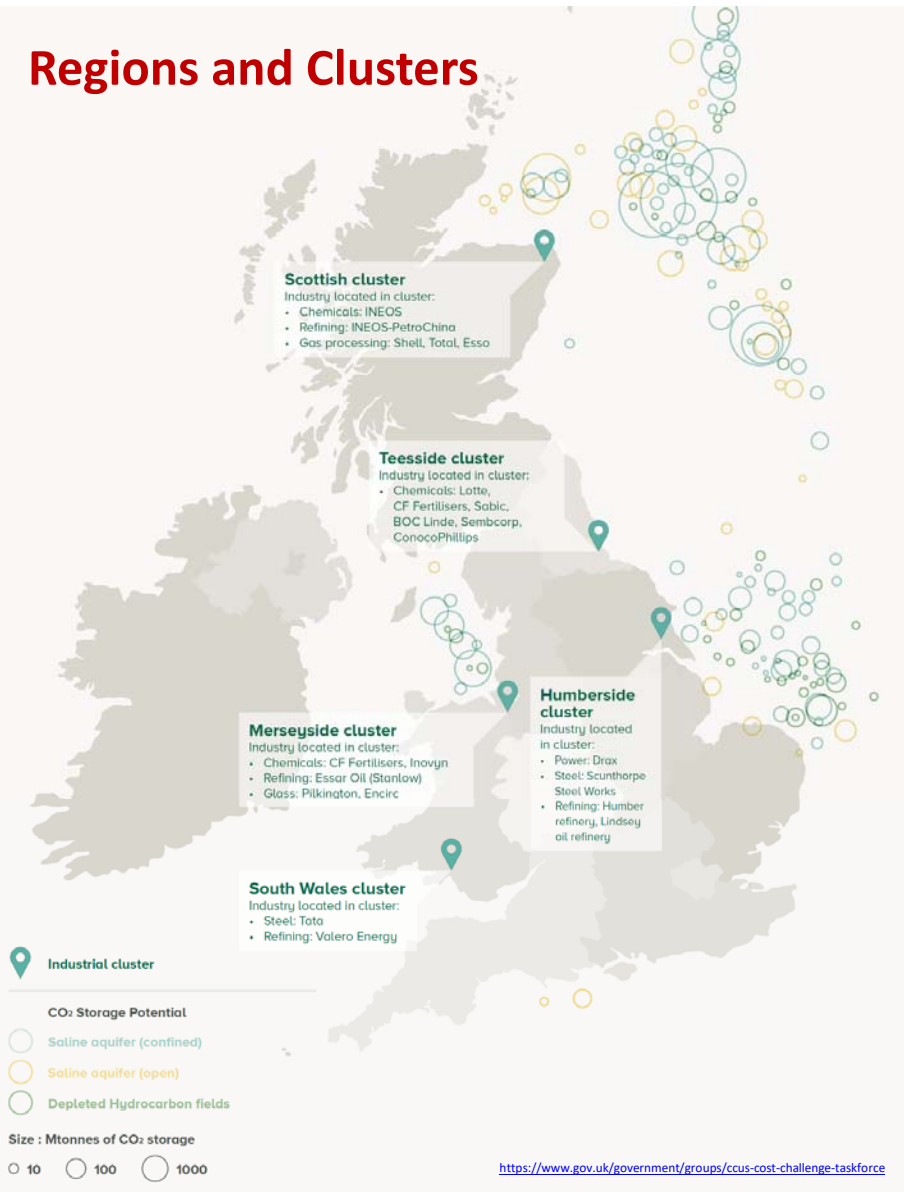 Regions and Clusters
Scottish cluster
Industry located in cluster:
• Chemicals: INEOS
• Refining: INEOS-PetroChina
• Gas processing: Shell, Total, Esso
Teesside cluster
Industry located in cluster:
• Chemicals: Lotte,
CF Fertilisers, Sabic,
BOC Linde, Sembcorp,
ConocoPhillips
Humberside
cluster
Industry located
in cluster:
• Power: Drax
• Steel: Scunthorpe
Steel Works
• Refining: Humber
refinery, Lindsey
oil refinery
Merseyside cluster
Industry located in cluster:
• Chemicals: CF Fertilisers, Inovyn
• Refining: Essar Oil (Stanlow)
• Glass: Pilkington, Encirc
South Wales cluster
Industry located in cluster:
• Steel: Tata
• Refining: Valero Energy
Industrial cluster
CO₂ Storage Potential
Saline aquifer (confined)
Saline aquifer (open)
Depleted Hydrocarbon fields
Size : Mtonnes of CO₂ storage
10 100 1000
https://www.gov.uk/government/groups/ccus-cost-challenge-taskforce